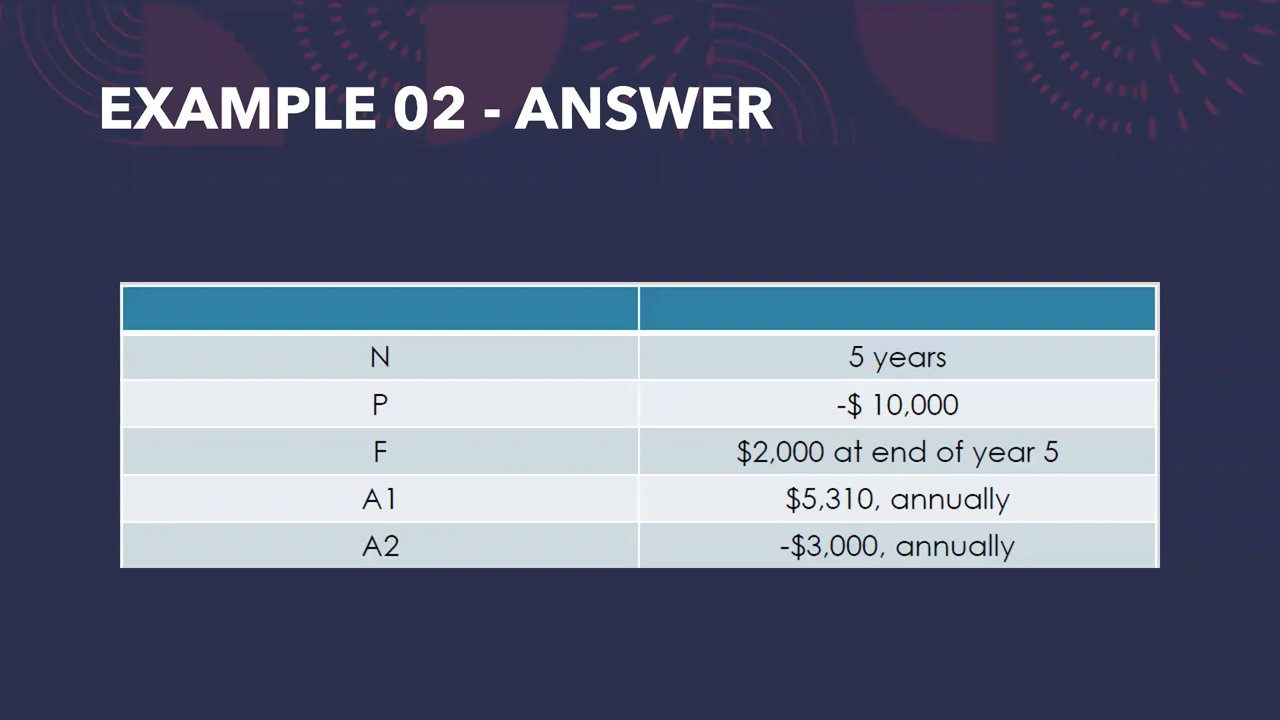 EXAMPLE 02 - ANSWER
N 5 years
P -$ 10,000
F $2,000 at end of year 5
A1 $5,310, annually
A2 -$3,000, annually